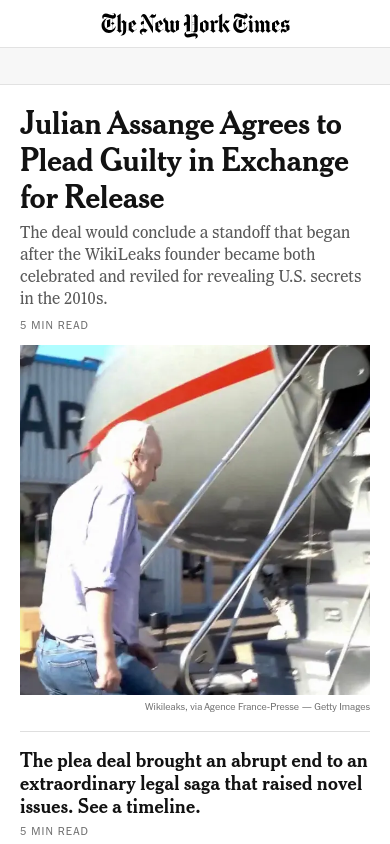 The New York Times
Julian Assange Agrees to
Plead Guilty in Exchange
for Release
The deal would conclude a standoff that began
after the WikiLeaks founder became both
celebrated and reviled for revealing U.S. secrets
in the 2010s.
5 MIN READ
AR
Wikileaks, via Agence France-Presse — Getty Images
The plea deal brought an abrupt end to an
extraordinary legal saga that raised novel
issues. See a timeline.
5 MIN READ